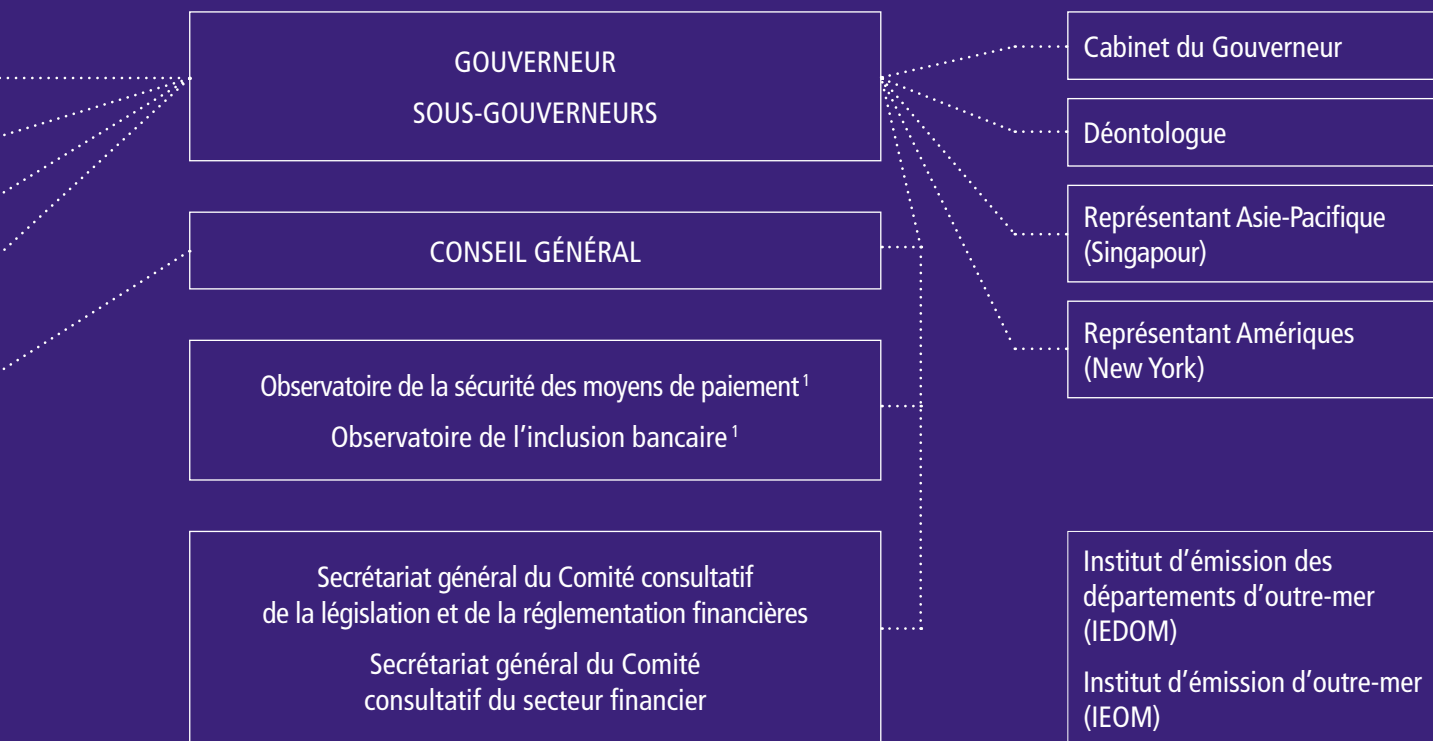 GOUVERNEUR
SOUS-GOUVERNEURS
CONSEIL GÉNÉRAL
Observatoire de la sécurité des moyens de paiement ¹
Observatoire de l’inclusion bancaire ¹
Secrétariat général du Comité consultatif
de la législation et de la réglementation financières
Secrétariat général du Comité
consultatif du secteur financier
Cabinet du Gouverneur
Déontologue
Représentant Asie-Pacifique
(Singapour)
Représentant Amériques
(New York)
Institut d’émission des
départements d’outre-mer
(IEDOM)
Institut d’émission d’outre-mer
(IEOM)